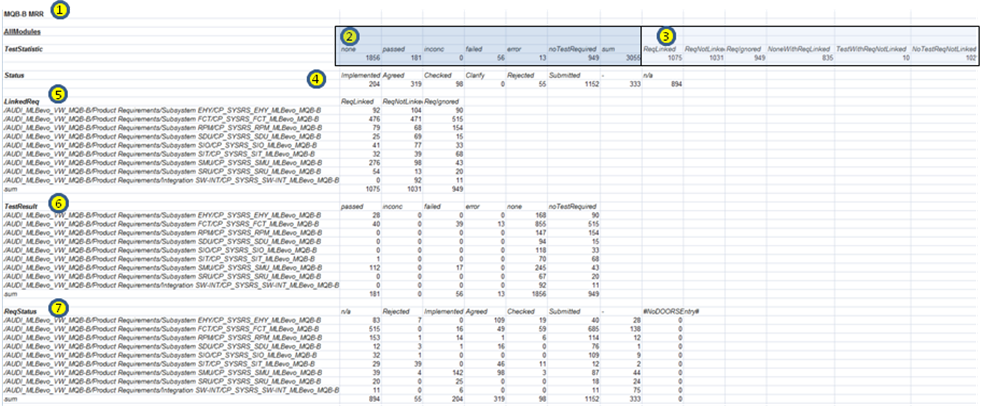 MQB-B MRR 1
AllModules 2 3
TestStatistic none passed inconc failed error noTestRequired sum ReqLinked ReqNotLinke ReqIgnored NoneWithReqLinked TestWithReqNotLinked NoTestReqNotLinked
1856 181 0 56 13 949 3055 1075 1031 949 835 10 102
Status 4 Implemented Agreed Checked Clarify Rejected Submitted - n/a
204 319 98 0 55 1152 333 894
5
LinkedReq ReqLinked ReqNotLinke ReqIgnored
/AUDI_MLBevo_VW_MQB-B/Product Requirements/Subsystem EHY/CP_SYSRS_EHY_MLBevo_MQB-B 92 104 90
/AUDI_MLBevo_VW_MQB-B/Product Requirements/Subsystem FCT/CP_SYSRS_FCT_MLBevo_MQB-B 476 471 515
/AUDI_MLBevo_VW_MQB-B/Product Requirements/Subsystem RPM/CP_SYSRS_RPM_MLBevo_MQB-B 79 68 154
/AUDI_MLBevo_VW_MQB-B/Product Requirements/Subsystem SDU/CP_SYSRS_SDU_MLBevo_MQB-B 25 69 15
/AUDI_MLBevo_VW_MQB-B/Product Requirements/Subsystem SIO/CP_SYSRS_SIO_MLBevo_MQB-B 41 77 33
/AUDI_MLBevo_VW_MQB-B/Product Requirements/Subsystem SIT/CP_SYSRS_SIT_MLBevo_MQB-B 32 39 68
/AUDI_MLBevo_VW_MQB-B/Product Requirements/Subsystem SMU/CP_SYSRS_SMU_MLBevo_MQB-B 276 98 43
/AUDI_MLBevo_VW_MQB-B/Product Requirements/Subsystem SRU/CP_SYSRS_SRU_MLBevo_MQB-B 54 13 20
/AUDI_MLBevo_VW_MQB-B/Product Requirements/Integration SW-INT/CP_SYSRS_SW-INT_MLBevo_MQB-B 0 92 11
sum 1075 1031 949
TestResult 6 passed inconc failed error none noTestRequired
/AUDI_MLBevo_VW_MQB-B/Product Requirements/Subsystem EHY/CP_SYSRS_EHY_MLBevo_MQB-B 28 0 0 0 168 90
/AUDI_MLBevo_VW_MQB-B/Product Requirements/Subsystem FCT/CP_SYSRS_FCT_MLBevo_MQB-B 40 0 39 13 855 515
/AUDI_MLBevo_VW_MQB-B/Product Requirements/Subsystem RPM/CP_SYSRS_RPM_MLBevo_MQB-B 0 0 0 0 147 154
/AUDI_MLBevo_VW_MQB-B/Product Requirements/Subsystem SDU/CP_SYSRS_SDU_MLBevo_MQB-B 0 0 0 0 94 15
/AUDI_MLBevo_VW_MQB-B/Product Requirements/Subsystem SIO/CP_SYSRS_SIO_MLBevo_MQB-B 0 0 0 0 118 33
/AUDI_MLBevo_VW_MQB-B/Product Requirements/Subsystem SIT/CP_SYSRS_SIT_MLBevo_MQB-B 1 0 0 0 70 68
/AUDI_MLBevo_VW_MQB-B/Product Requirements/Subsystem SMU/CP_SYSRS_SMU_MLBevo_MQB-B 112 0 17 0 245 43
/AUDI_MLBevo_VW_MQB-B/Product Requirements/Subsystem SRU/CP_SYSRS_SRU_MLBevo_MQB-B 0 0 0 0 67 20
/AUDI_MLBevo_VW_MQB-B/Product Requirements/Integration SW-INT/CP_SYSRS_SW-INT_MLBevo_MQB-B 0 0 0 0 92 11
sum 181 0 56 13 1856 949
ReqStatus 7 n/a Rejected Implemented Agreed Checked Submitted - #NoDOORSEntry#
/AUDI_MLBevo_VW_MQB-B/Product Requirements/Subsystem EHY/CP_SYSRS_EHY_MLBevo_MQB-B 83 7 0 109 19 40 28 0
/AUDI_MLBevo_VW_MQB-B/Product Requirements/Subsystem FCT/CP_SYSRS_FCT_MLBevo_MQB-B 515 0 16 49 59 685 138 0
/AUDI_MLBevo_VW_MQB-B/Product Requirements/Subsystem RPM/CP_SYSRS_RPM_MLBevo_MQB-B 153 1 14 1 6 114 12 0
/AUDI_MLBevo_VW_MQB-B/Product Requirements/Subsystem SDU/CP_SYSRS_SDU_MLBevo_MQB-B 12 3 1 16 0 76 1 0
/AUDI_MLBevo_VW_MQB-B/Product Requirements/Subsystem SIO/CP_SYSRS_SIO_MLBevo_MQB-B 32 1 0 0 0 109 9 0
/AUDI_MLBevo_VW_MQB-B/Product Requirements/Subsystem SIT/CP_SYSRS_SIT_MLBevo_MQB-B 29 39 0 46 11 12 2 0
/AUDI_MLBevo_VW_MQB-B/Product Requirements/Subsystem SMU/CP_SYSRS_SMU_MLBevo_MQB-B 39 4 142 98 3 87 44 0
/AUDI_MLBevo_VW_MQB-B/Product Requirements/Subsystem SRU/CP_SYSRS_SRU_MLBevo_MQB-B 20 0 25 0 0 18 24 0
/AUDI_MLBevo_VW_MQB-B/Product Requirements/Integration SW-INT/CP_SYSRS_SW-INT_MLBevo_MQB-B 11 0 6 0 0 11 75 0
sum 894 55 204 319 98 1152 333 0